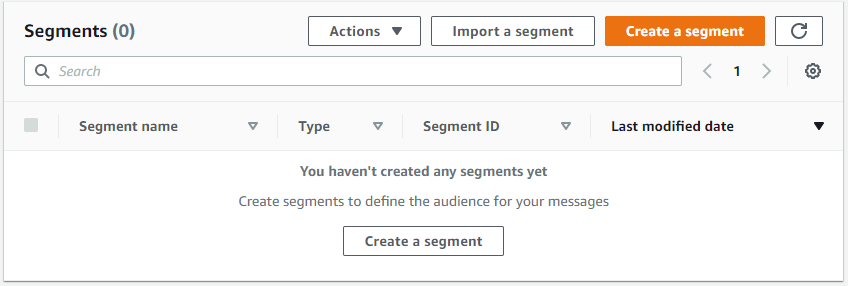 Segments (0)
Actions
Import a segment
Create a segment
Search
1
Segment name
Type
Segment ID
Last modified date
You haven't created any segments yet
Create segments to define the audience for your messages
Create a segment